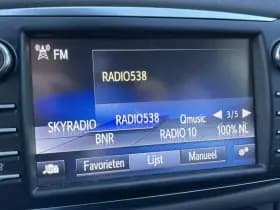 FM
RADIO538
3/5
SKYRADIO RADIO538 Qmusic
BNR RADIO 10 100% NL
Favorieten Lijst Manueel